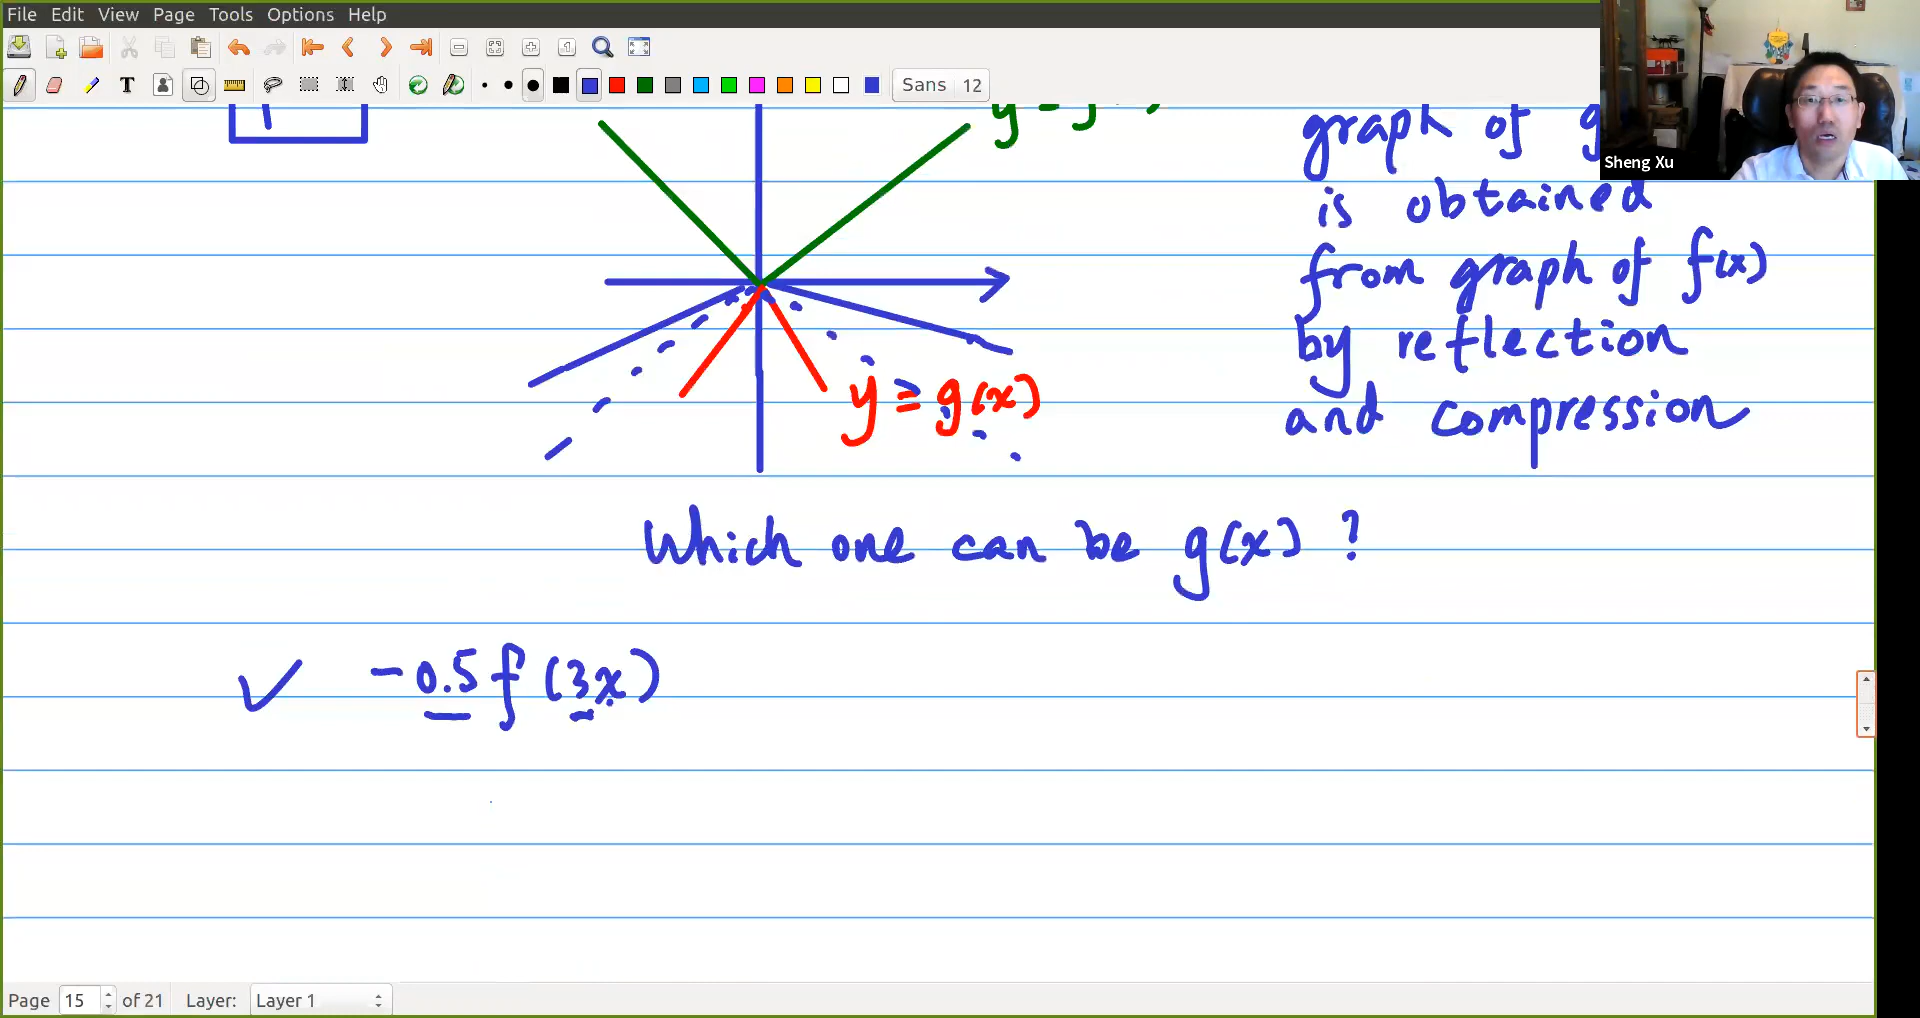 File Edit View Page Tools Options Help
Sans 12
Sheng Xu
graph of g
is obtained
from graph of f(x)
by reflection
and compression
y = g(x)
Which one can be g(x) ?
-0.5 f (3x)
Page 15 of 21 Layer: Layer 1